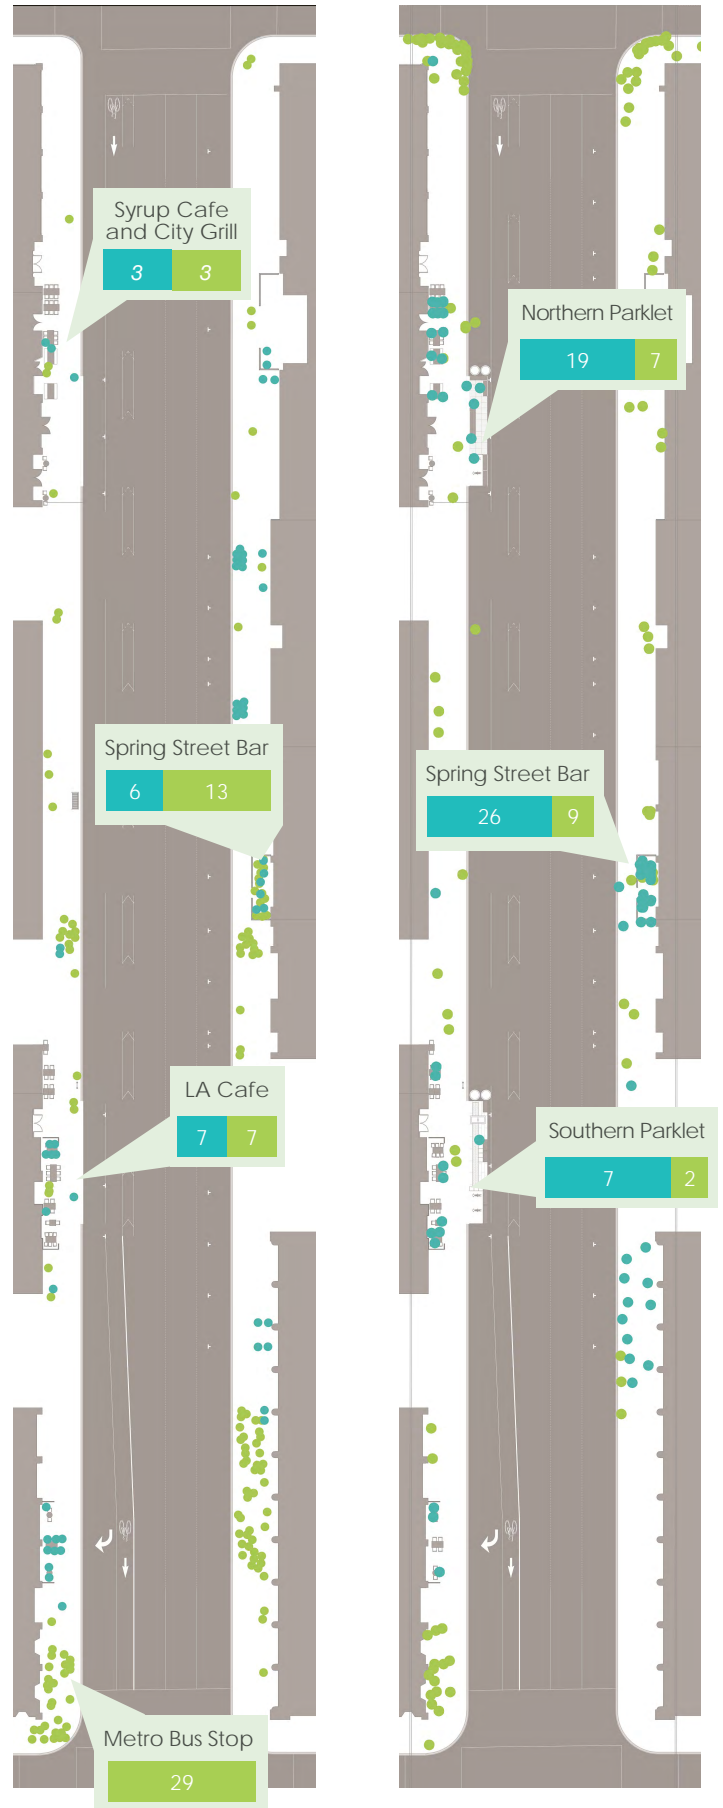 Syrup Cafe
and City Grill
3 3
Spring Street Bar
6 13
LA Cafe
7 7
Metro Bus Stop
29
Northern Parklet
19 7
Spring Street Bar
26 9
Southern Parklet
7 2